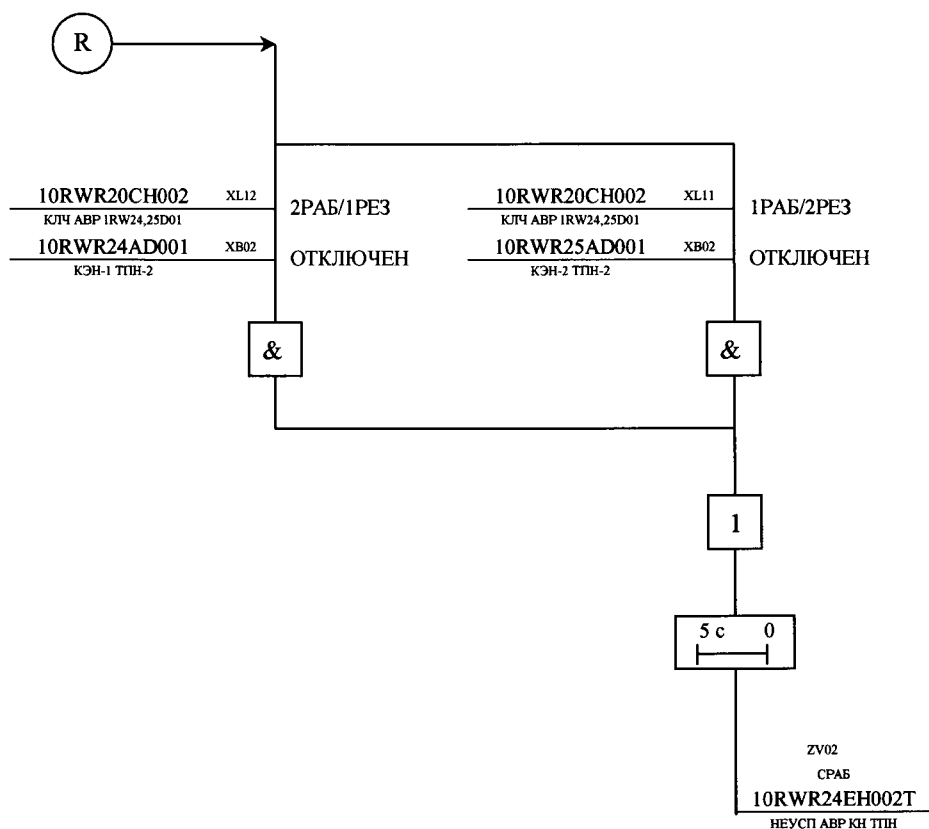 R
10RWR20CH002 XL12 2РАБ/1РЕЗ
КЛЧ АВР 1RW24,25D01
10RWR24AD001 XB02 ОТКЛЮЧЕН
КЭН-1 ТПН-2
10RWR20CH002 XL11 1РАБ/2РЕЗ
КЛЧ АВР 1RW24,25D01
10RWR25AD001 XB02 ОТКЛЮЧЕН
КЭН-2 ТПН-2
&
&
1
5 с 0
ZV02
СРАБ
10RWR24EH002T
НЕУСП АВР КН ТПН